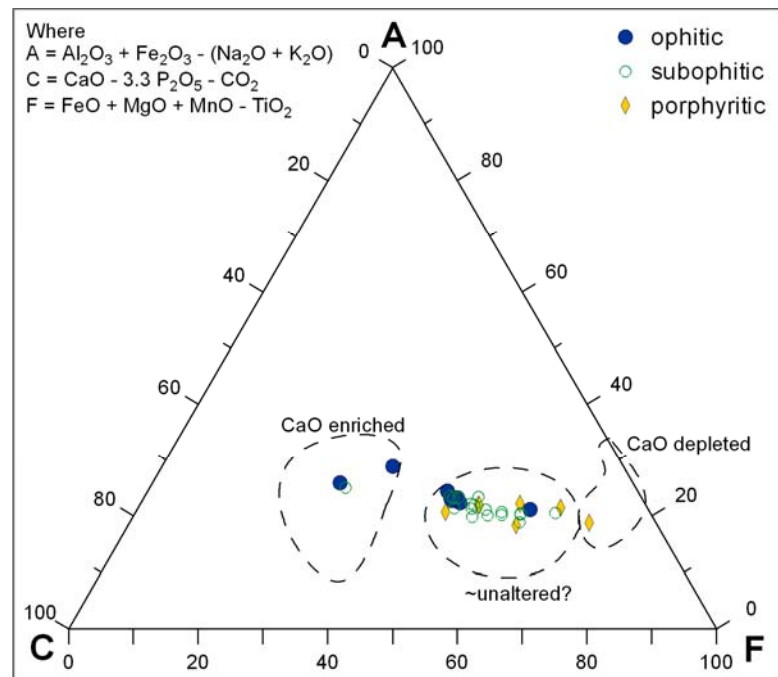 Where
A = Al₂O₃ + Fe₂O₃ - (Na₂O + K₂O)
C = CaO - 3.3 P₂O₅ - CO₂
F = FeO + MgO + MnO - TiO₂
A
0 100
ophitic
subophitic
porphyritic
20 80
40 60
60 40
CaO enriched
CaO depleted
80 20
~unaltered?
100 0
C F
0 20 40 60 80 100